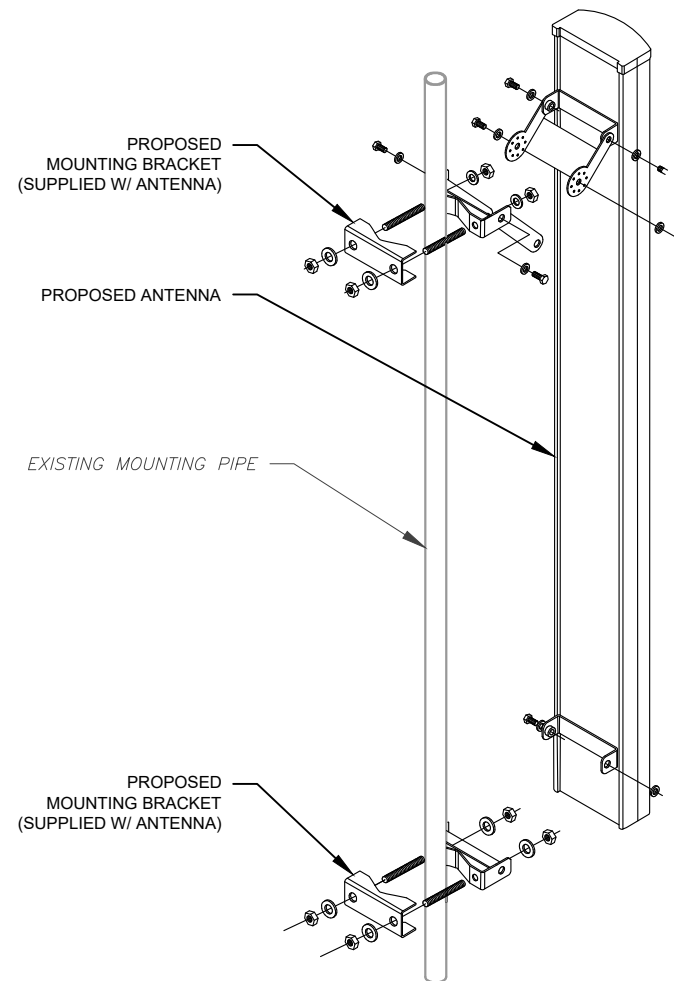 PROPOSED
MOUNTING BRACKET
(SUPPLIED W/ ANTENNA)
PROPOSED ANTENNA
EXISTING MOUNTING PIPE
PROPOSED
MOUNTING BRACKET
(SUPPLIED W/ ANTENNA)